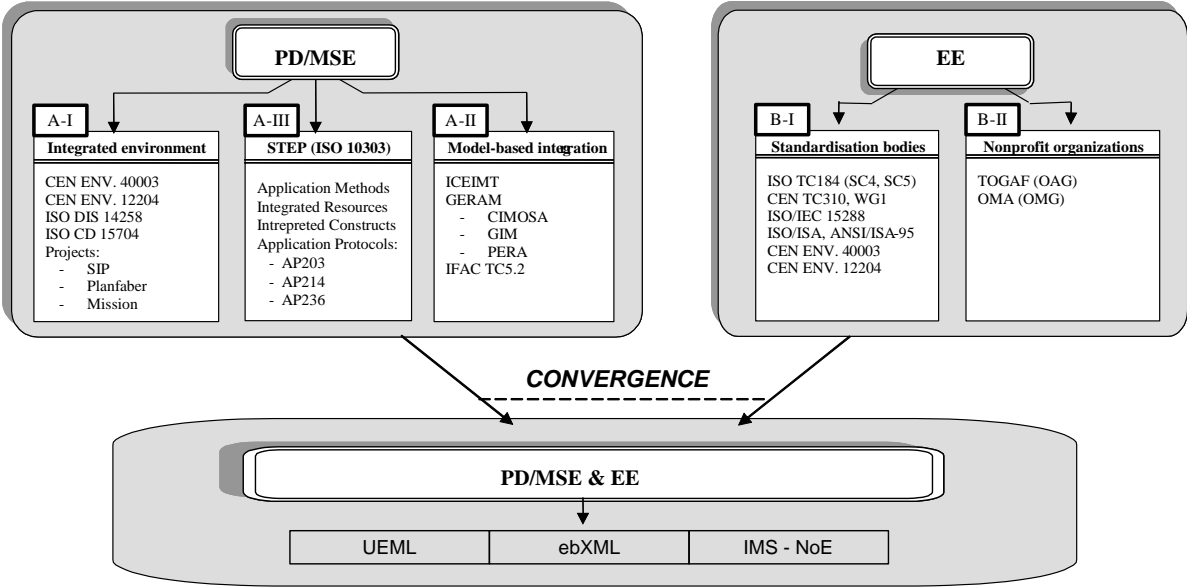 PD/MSE
A-I
Integrated environment
CEN ENV. 40003
CEN ENV. 12204
ISO DIS 14258
ISO CD 15704
Projects:
- SIP
- Planfaber
- Mission
A-III
STEP (ISO 10303)
Application Methods
Integrated Resources
Intrepreted Constructs
Application Protocols:
- AP203
- AP214
- AP236
A-II
Model-based integration
ICEIMT
GERAM
- CIMOSA
- GIM
- PERA
IFAC TC5.2
EE
B-I
Standardisation bodies
ISO TC184 (SC4, SC5)
CEN TC310, WG1
ISO/IEC 15288
ISO/ISA, ANSI/ISA-95
CEN ENV. 40003
CEN ENV. 12204
B-II
Nonprofit organizations
TOGAF (OAG)
OMA (OMG)
CONVERGENCE
PD/MSE & EE
UEML
ebXML
IMS - NoE